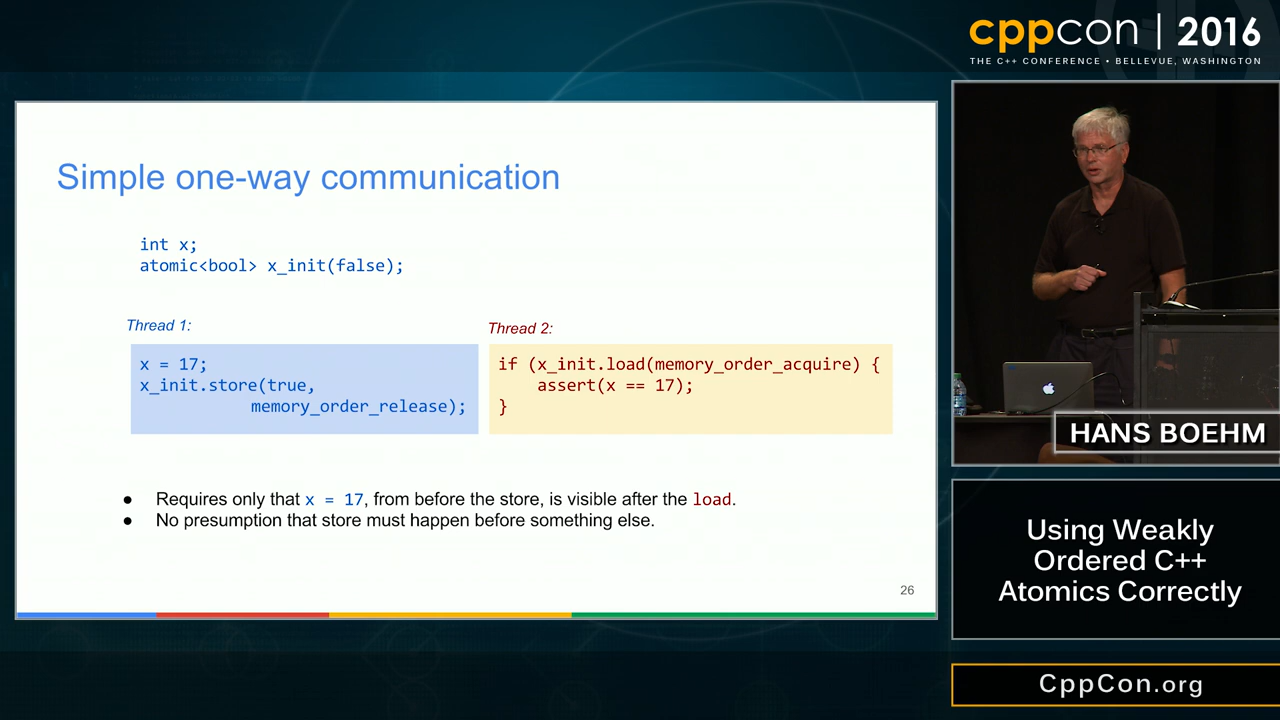 cppcon | 2016
THE C++ CONFERENCE • BELLEVUE, WASHINGTON
Simple one-way communication
int x;
atomic<bool> x_init(false);
Thread 1:
x = 17;
x_init.store(true,
memory_order_release);
Thread 2:
if (x_init.load(memory_order_acquire) {
assert(x == 17);
}
● Requires only that x = 17, from before the store, is visible after the load.
● No presumption that store must happen before something else.
26
HANS BOEHM
Using Weakly
Ordered C++
Atomics Correctly
CppCon.org